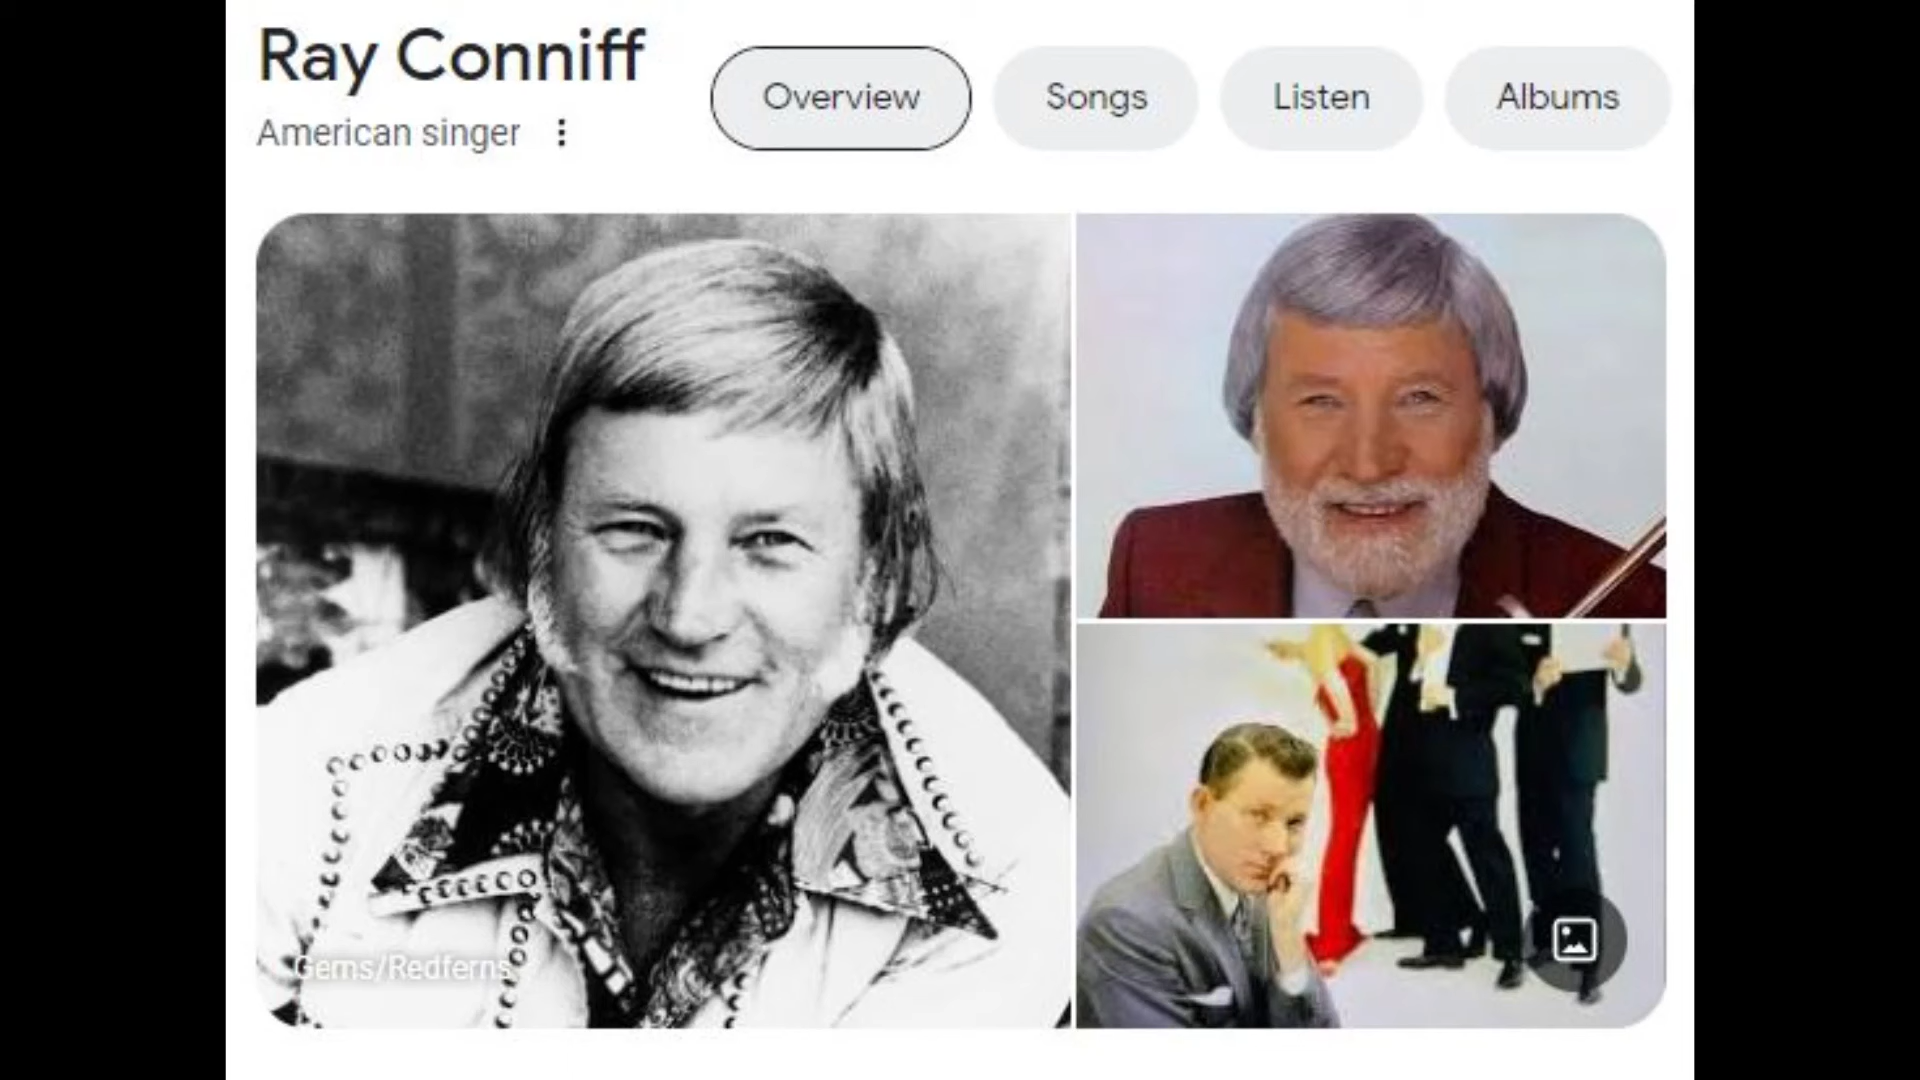 Ray Conniff
American singer
Overview
Songs
Listen
Albums
Gems/Redferns